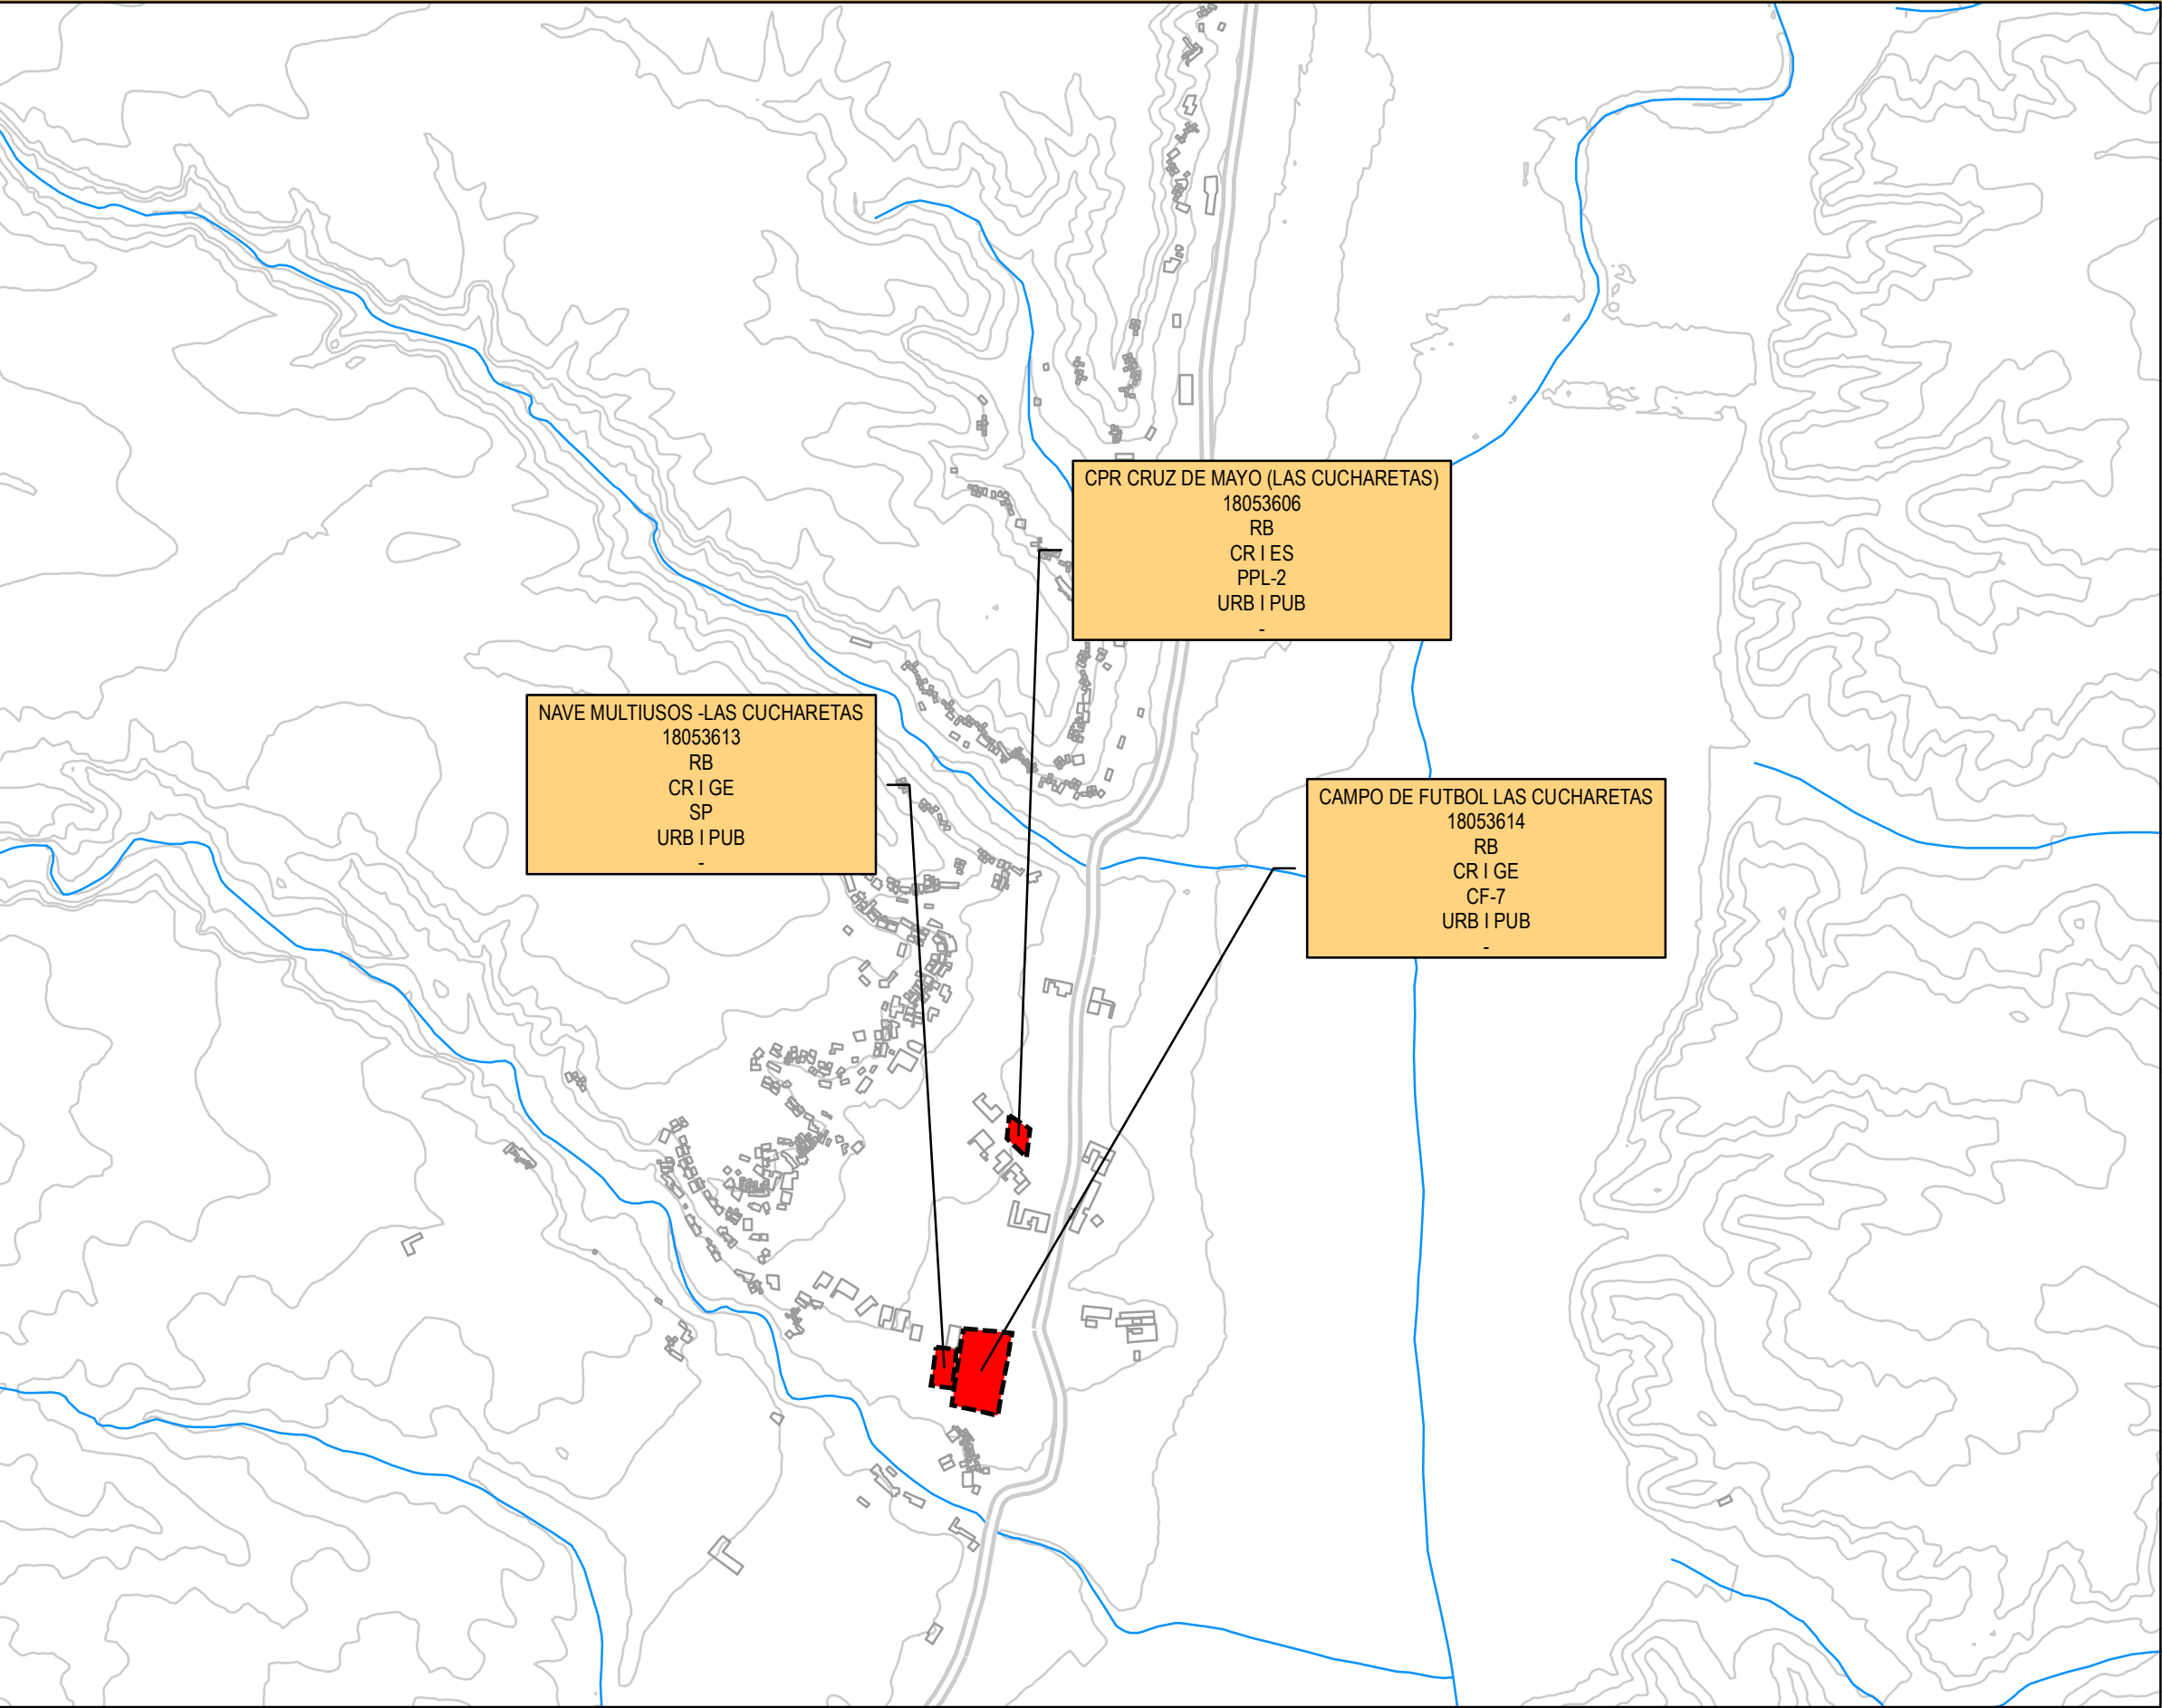 CPR CRUZ DE MAYO (LAS CUCHARETAS)
18053606
RB
CR I ES
PPL-2
URB I PUB
-
NAVE MULTIUSOS -LAS CUCHARETAS
18053613
RB
CR I GE
SP
URB I PUB
-
CAMPO DE FUTBOL LAS CUCHARETAS
18053614
RB
CR I GE
CF-7
URB I PUB
-